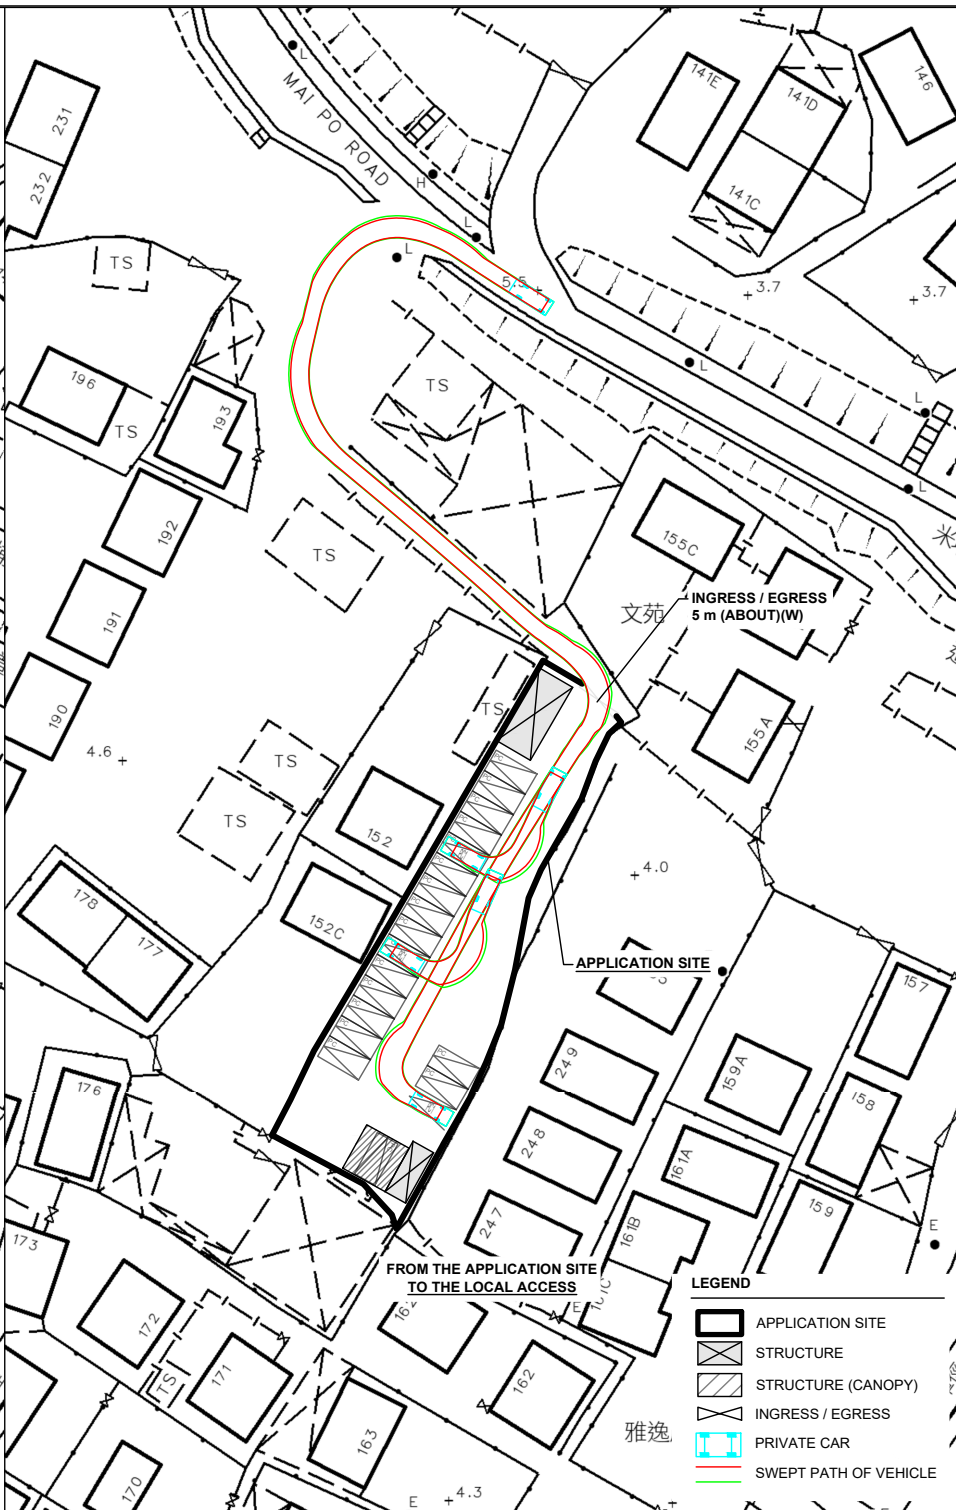 MAI PO ROAD
L
H
L
L
141E
141D
141C
146
231
232
TS
5.5
3.7
3.7
L
L
L
TS
196
TS
193
192
TS
191
190
155C
文苑
INGRESS / EGRESS
5 m (ABOUT)(W)
155A
TS
4.6
TS
TS
152
152C
4.0
178
177
APPLICATION SITE
157
249
159A
158
176
248
161A
247
161B
159
E
173
FROM THE APPLICATION SITE
TO THE LOCAL ACCESS
E
172
171
TS
162
163
170
雅逸
E
4.3
LEGEND
APPLICATION SITE
STRUCTURE
STRUCTURE (CANOPY)
INGRESS / EGRESS
PRIVATE CAR
SWEPT PATH OF VEHICLE